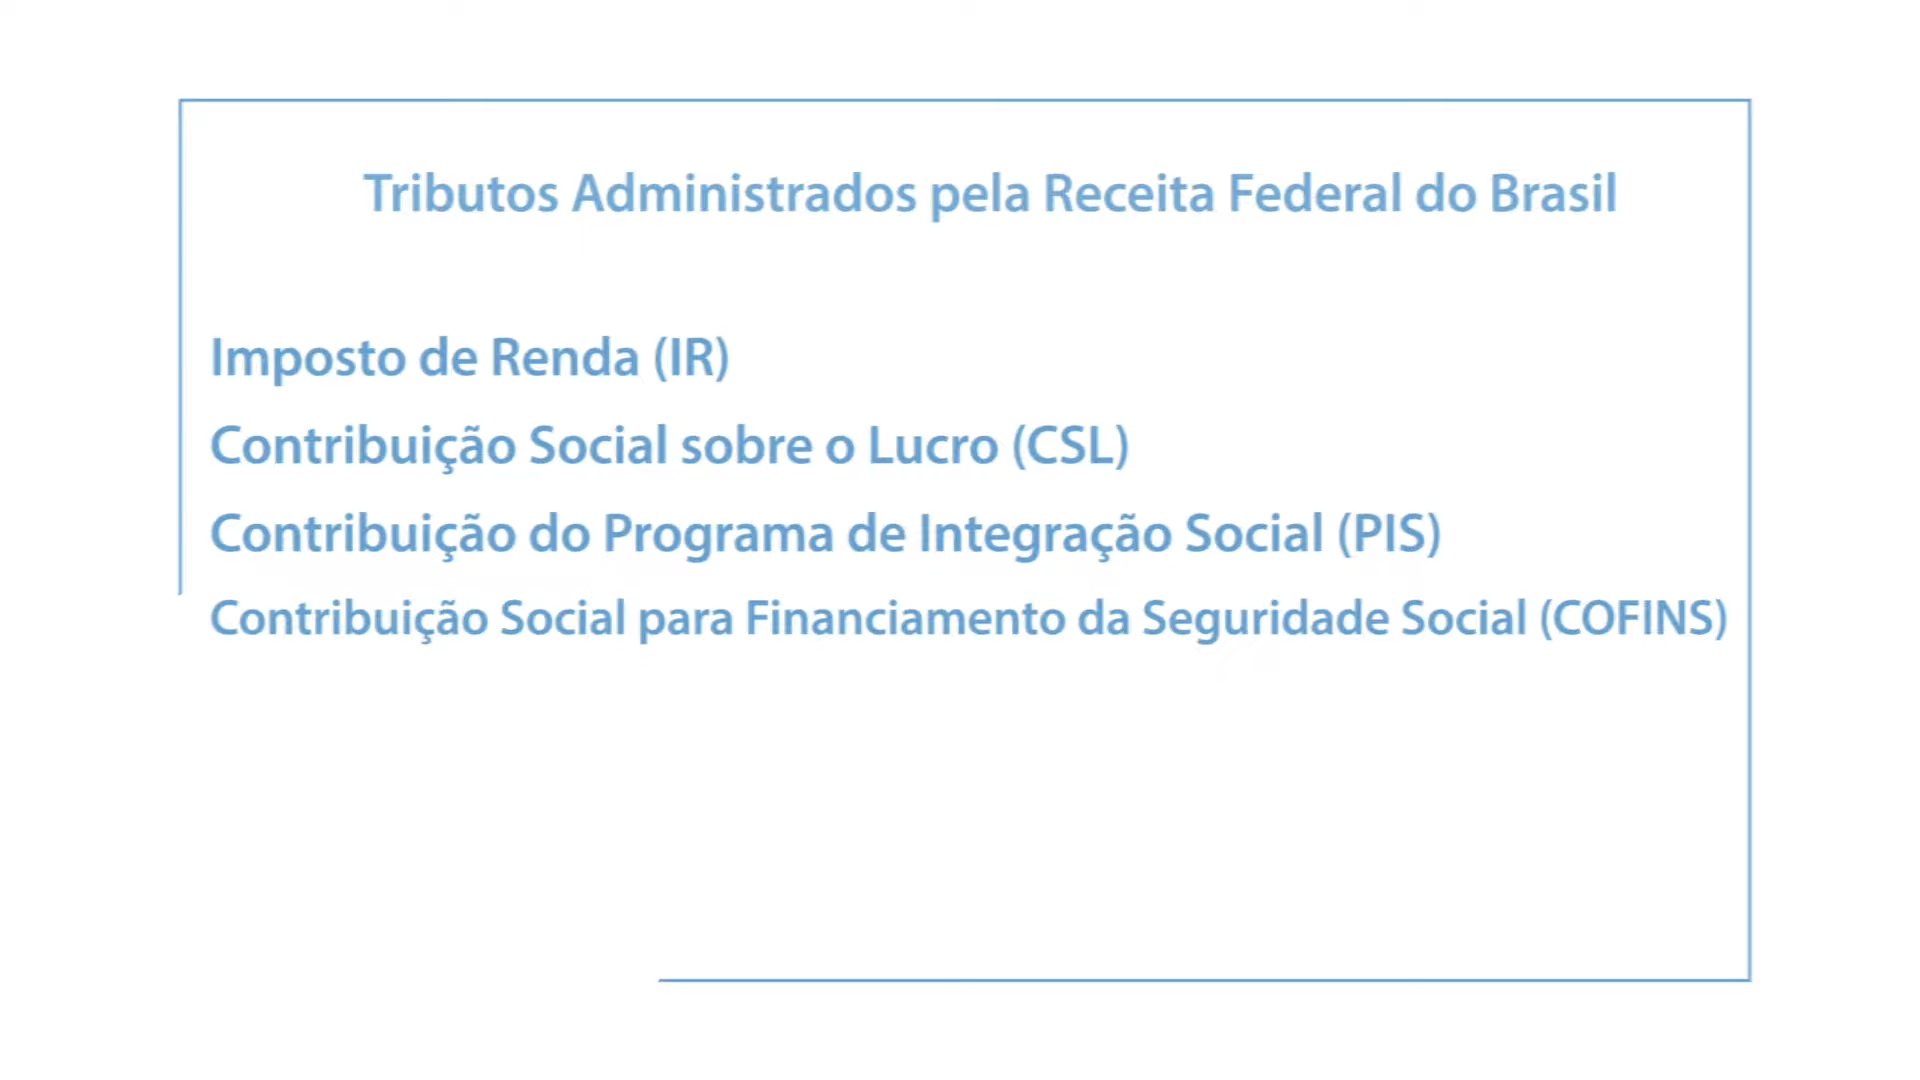 Tributos Administrados pela Receita Federal do Brasil
Imposto de Renda (IR)
Contribuição Social sobre o Lucro (CSL)
Contribuição do Programa de Integração Social (PIS)
Contribuição Social para Financiamento da Seguridade Social (COFINS)